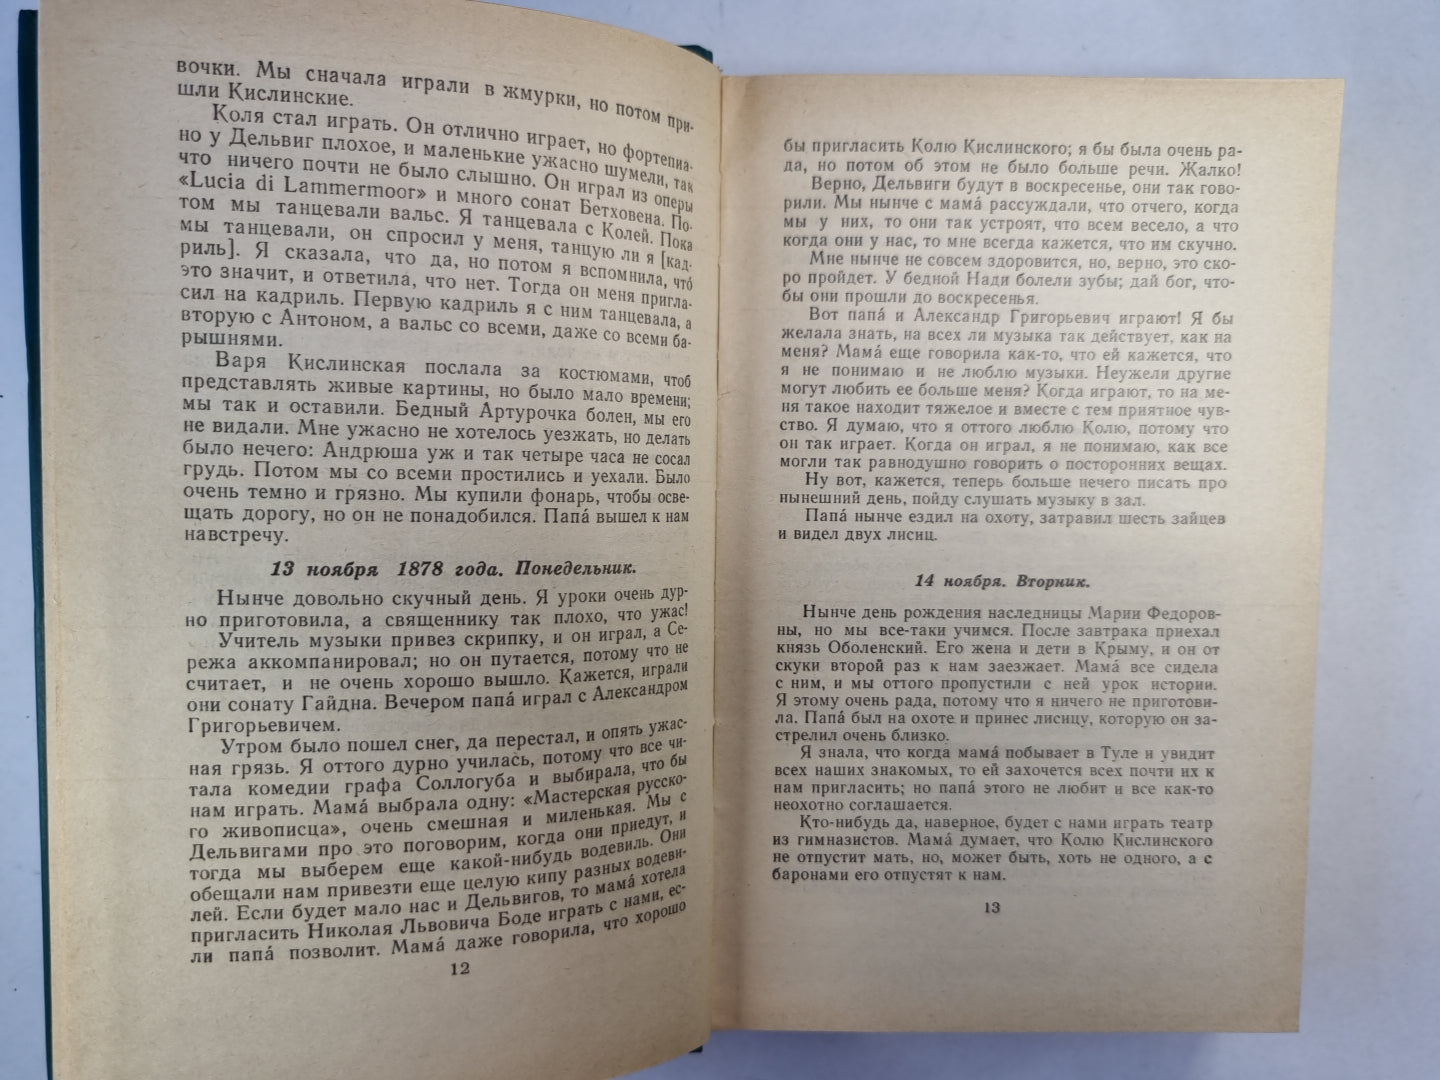 вочки. Мы сначала играли в жмурки, но потом при-
шли Кислинские.
Коля стал играть. Он отлично играет, но фортепиа-
но у Дельвиг плохое, и маленькие ужасно шумели, так
что ничего почти не было слышно. Он играл из оперы
«Lucia di Lammermoor» и много сонат Бетховена. По-
том мы танцевали вальс. Я танцевала с Колей. Пока
мы танцевали, он спросил у меня, танцую ли я [кад-
риль]. Я сказала, что да, но потом я вспомнила, что́
это значит, и ответила, что нет. Тогда он меня пригла-
сил на кадриль. Первую кадриль я с ним танцевала, а
вторую с Антоном, а вальс со всеми, даже со всеми ба-
рышнями.
Варя Кислинская послала за костюмами, чтоб
представлять живые картины, но было мало времени;
мы так и оставили. Бедный Артурочка болен, мы его
не видали. Мне ужасно не хотелось уезжать, но делать
было нечего: Андрюша уж и так четыре часа не сосал
грудь. Потом мы со всеми простились и уехали. Было
очень темно и грязно. Мы купили фонарь, чтобы осве-
щать дорогу, но он не понадобился. Папа́ вышел к нам
навстречу.
13 ноября 1878 года. Понедельник.
Нынче довольно скучный день. Я уроки очень дур-
но приготовила, а священнику так плохо, что ужас!
Учитель музыки привез скрипку, и он играл, а Се-
режа аккомпанировал; но он путается, потому что не
считает, и не очень хорошо вышло. Кажется, играли
они сонату Гайдна. Вечером папа́ играл с Александром
Григорьевичем.
Утром было пошел снег, да перестал, и опять ужас-
ная грязь. Я оттого дурно училась, потому что все чи-
тала комедии графа Соллогуба и выбирала, что бы
нам играть. Мама́ выбрала одну: «Мастерская русско-
го живописца», очень смешная и миленькая. Мы с
Дельвигами про это поговорим, когда они приедут, и
тогда мы выберем еще какой-нибудь водевиль. Они
обещали нам привезти еще целую кипу разных водеви-
лей. Если будет мало нас и Дельвигов, то мама́ хотела
пригласить Николая Львовича Боде играть с нами, ес-
ли папа́ позволит. Мама́ даже говорила, что хорошо
12
бы пригласить Колю Кислинского; я бы была очень ра-
да, но потом об этом не было больше речи. Жалко!
Верно, Дельвиги будут в воскресенье, они так гово-
рили. Мы нынче с мама́ рассуждали, что отчего, когда
мы у них, то они так устроят, что всем весело, а что
когда они у нас, то мне всегда кажется, что им скучно.
Мне нынче не совсем здоровится, но, верно, это ско-
ро пройдет. У бедной Нади болели зубы; дай бог, что-
бы они прошли до воскресенья.
Вот папа́ и Александр Григорьевич играют! Я бы
желала знать, на всех ли музыка так действует, как на
меня? Мама́ еще говорила как-то, что ей кажется, что
я не понимаю и не люблю музыки. Неужели другие
могут любить ее больше меня? Когда играют, то на ме-
ня такое находит тяжелое и вместе с тем приятное чув-
ство. Я думаю, что я оттого люблю Колю, потому что
он так играет. Когда он играл, я не понимаю, как все
могли так равнодушно говорить о посторонних вещах.
Ну вот, кажется, теперь больше нечего писать про
нынешний день, пойду слушать музыку в зал.
Папа́ нынче ездил на охоту, затравил шесть зайцев
и видел двух лисиц.
14 ноября. Вторник.
Нынче день рождения наследницы Марии Федоров-
ны, но мы все-таки учимся. После завтрака приехал
князь Оболенский. Его жена и дети в Крыму, и он от
скуки второй раз к нам заезжает. Мама́ все сидела
с ним, и мы оттого пропустили с ней урок истории.
Я этому очень рада, потому что я ничего не приготови-
ла. Папа́ был на охоте и принес лисицу, которую он за-
стрелил очень близко.
Я знала, что когда мама́ побывает в Туле и увидит
всех наших знакомых, то ей захочется всех почти их к
нам пригласить; но папа́ этого не любит и все как-то
неохотно соглашается.
Кто-нибудь да, наверное, будет с нами играть театр
из гимназистов. Мама́ думает, что Колю Кислинского
не отпустит мать, но, может быть, хоть не одного, а с
баронами его отпустят к нам.
13